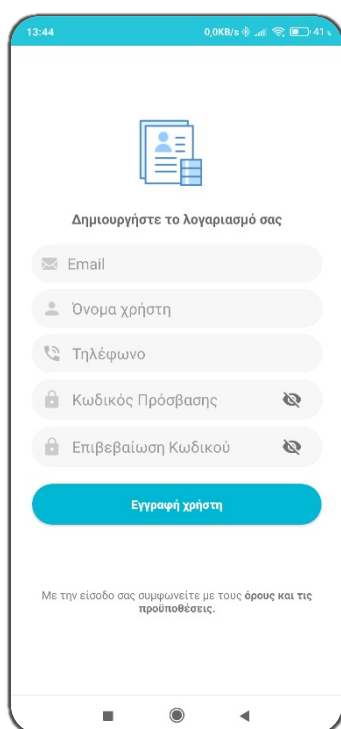 13:44 0,0KB/s 41
Δημιουργήστε το λογαριασμό σας
Email
Όνομα χρήστη
Τηλέφωνο
Κωδικός Πρόσβασης
Επιβεβαίωση Κωδικού
Εγγραφή χρήστη
Με την είσοδο σας συμφωνείτε με τους όρους και τις
προϋποθέσεις.